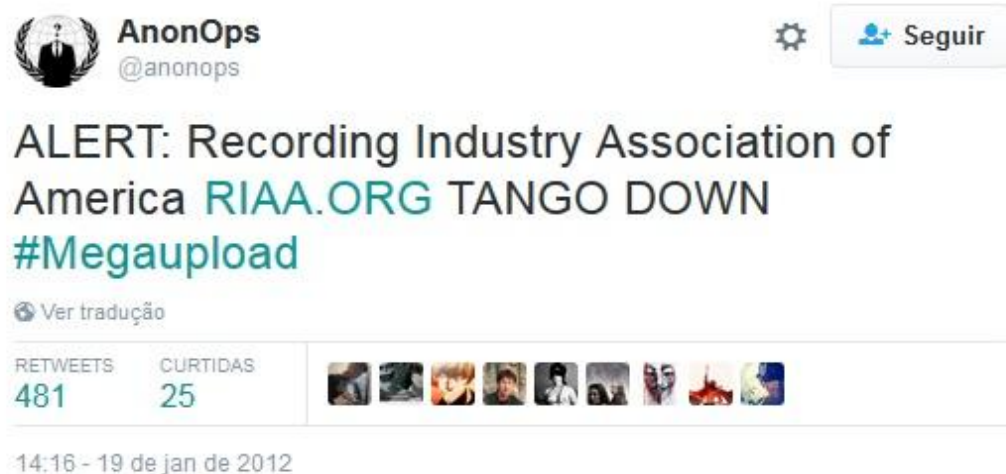 AnonOps
@anonops
Seguir
ALERT: Recording Industry Association of
America RIAA.ORG TANGO DOWN
#Megaupload
Ver tradução
RETWEETS CURTIDAS
481 25
14:16 - 19 de jan de 2012